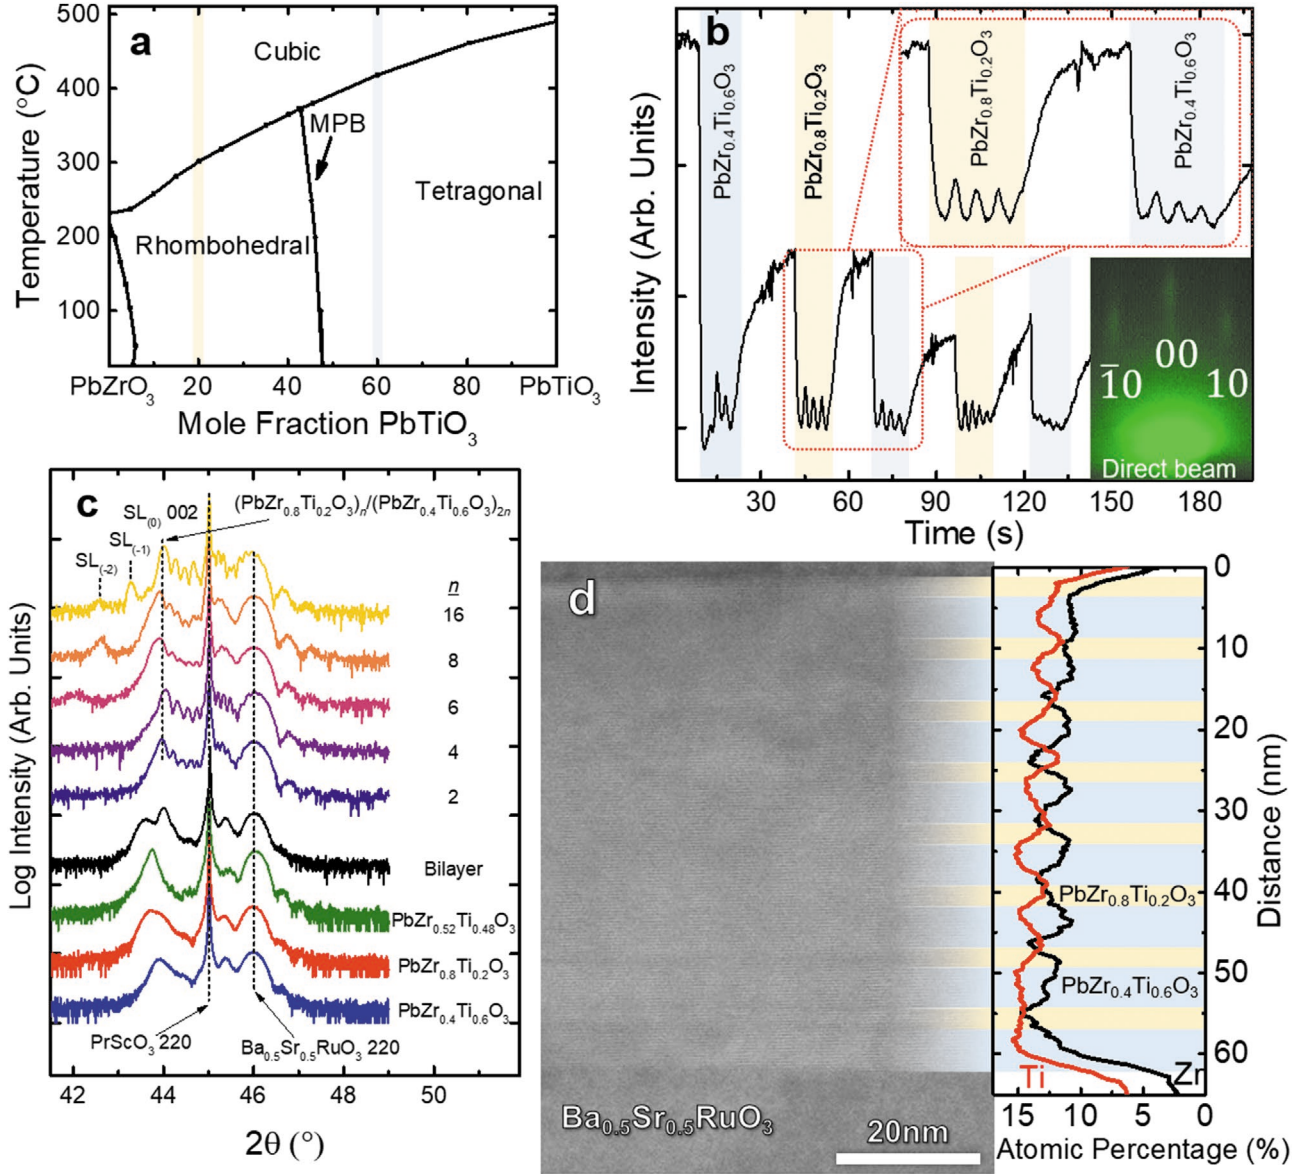 a
500
400
300
200
100
Temperature (°C)
Cubic
MPB
Rhombohedral
Tetragonal
PbZrO₃ 20 40 60 80 PbTiO₃
Mole Fraction PbTiO₃
b
Intensity (Arb. Units)
PbZr₀.₄Ti₀.₆O₃
PbZr₀.₈Ti₀.₂O₃
PbZr₀.₈Ti₀.₂O₃
PbZr₀.₄Ti₀.₆O₃
1̅0 00 10
Direct beam
30 60 90 120 150 180
Time (s)
c
Log Intensity (Arb. Units)
SL₍₋₂₎
SL₍₋₁₎
SL₍₀₎ 002
(PbZr₀.₈Ti₀.₂O₃)ₙ/(PbZr₀.₄Ti₀.₆O₃)₂ₙ
n
16
8
6
4
2
Bilayer
PbZr₀.₅₂Ti₀.₄₈O₃
PbZr₀.₈Ti₀.₂O₃
PbZr₀.₄Ti₀.₆O₃
PrScO₃ 220
Ba₀.₅Sr₀.₅RuO₃ 220
42 44 46 48 50
2θ (°)
d
Ba₀.₅Sr₀.₅RuO₃
20nm
PbZr₀.₈Ti₀.₂O₃
PbZr₀.₄Ti₀.₆O₃
Ti
Zr
0
10
20
30
40
50
60
Distance (nm)
15 10 5 0
Atomic Percentage (%)